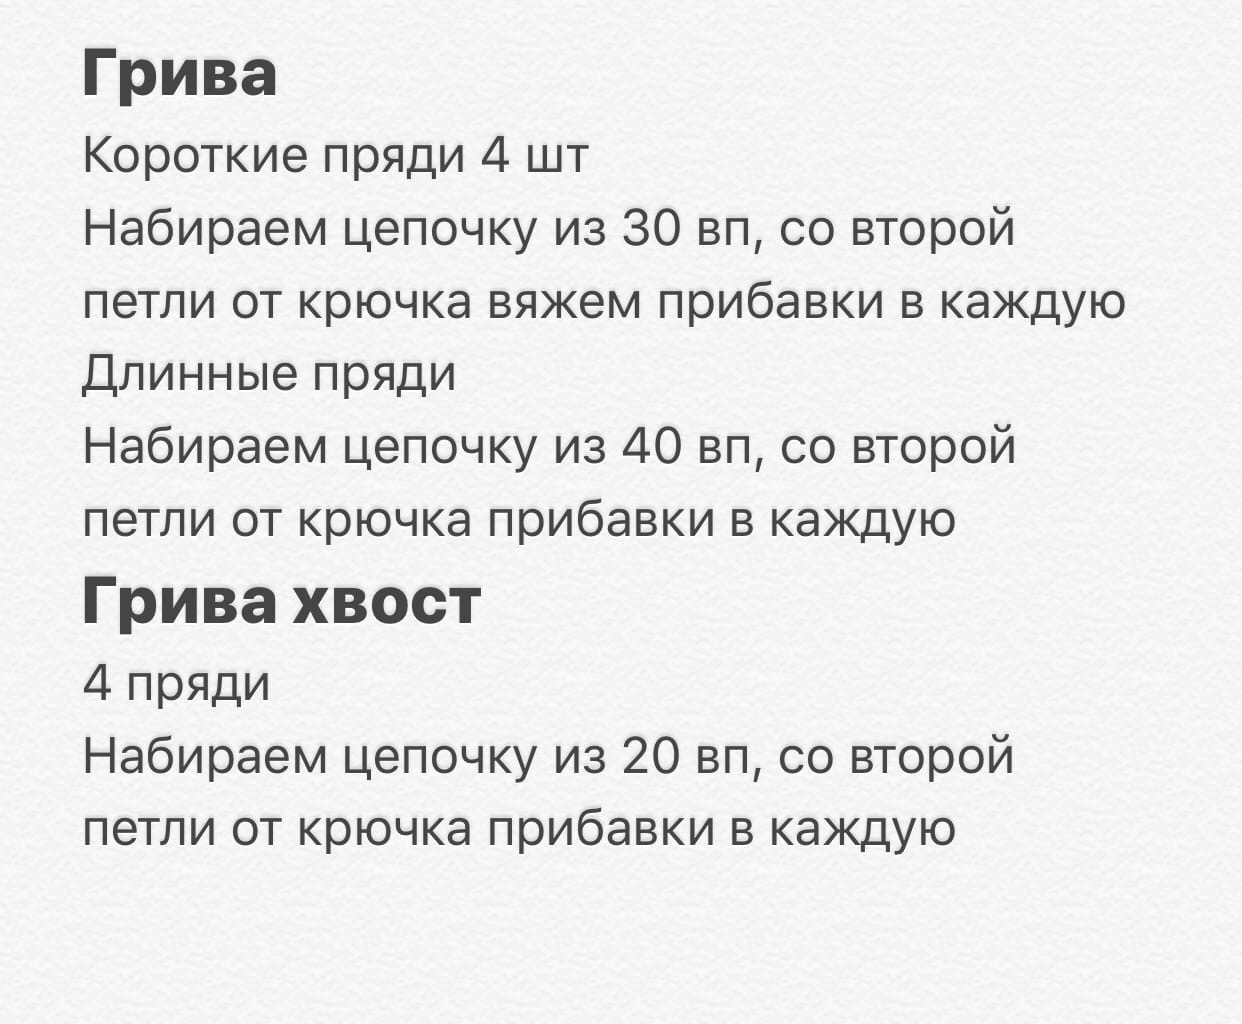 Грива
Короткие пряди 4 шт
Набираем цепочку из 30 вп, со второй
петли от крючка вяжем прибавки в каждую
Длинные пряди
Набираем цепочку из 40 вп, со второй
петли от крючка прибавки в каждую
Грива хвост
4 пряди
Набираем цепочку из 20 вп, со второй
петли от крючка прибавки в каждую